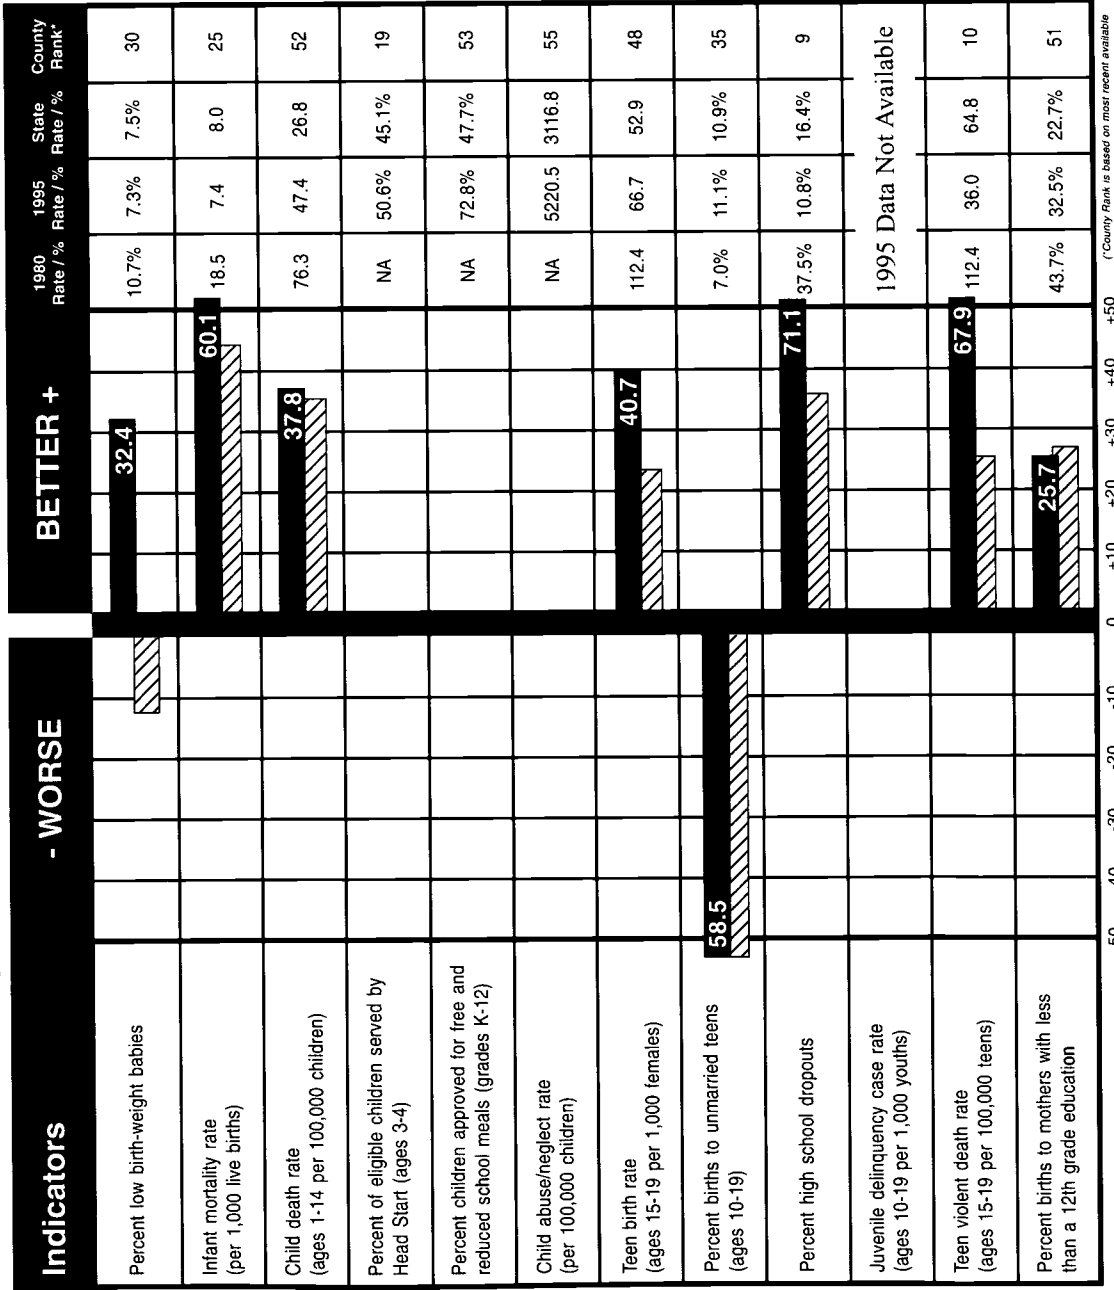 Indicators - WORSE BETTER + 1980 1995 State County
Rate / % Rate / % Rate / % Rank*
Percent low birth-weight babies 32.4 10.7% 7.3% 7.5% 30
Infant mortality rate
(per 1,000 live births) 60.1 18.5 7.4 8.0 25
Child death rate
(ages 1-14 per 100,000 children) 37.8 76.3 47.4 26.8 52
Percent of eligible children served by
Head Start (ages 3-4) NA 50.6% 45.1% 19
Percent children approved for free and
reduced school meals (grades K-12) NA 72.8% 47.7% 53
Child abuse/neglect rate
(per 100,000 children) NA 5220.5 3116.8 55
Teen birth rate
(ages 15-19 per 1,000 females) 40.7 112.4 66.7 52.9 48
Percent births to unmarried teens
(ages 10-19) 58.5 7.0% 11.1% 10.9% 35
Percent high school dropouts 71.1 37.5% 10.8% 16.4% 9
Juvenile delinquency case rate
(ages 10-19 per 1,000 youths) 1995 Data Not Available
Teen violent death rate
(ages 15-19 per 100,000 teens) 67.9 112.4 36.0 64.8 10
Percent births to mothers with less
than a 12th grade education 25.7 43.7% 32.5% 22.7% 51
-50 -40 -30 -20 -10 0 +10 +20 +30 +40 +50
(*County Rank is based on most recent available